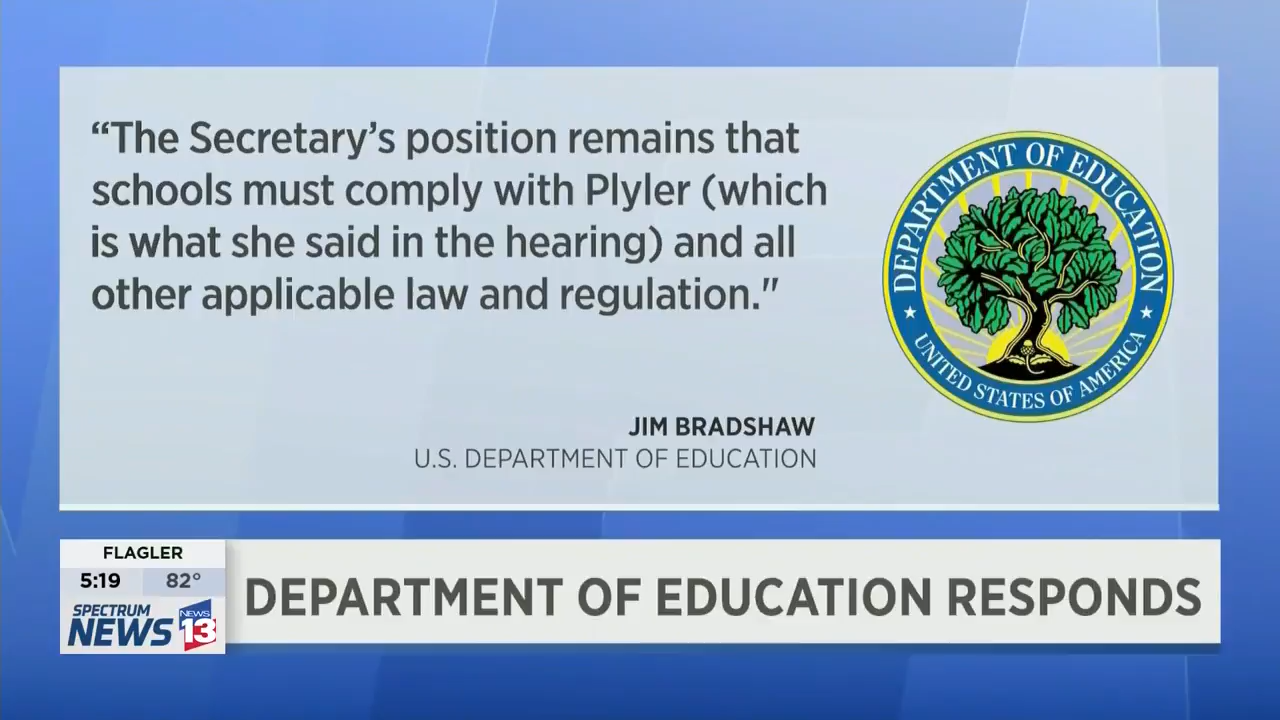 “The Secretary’s position remains that
schools must comply with Plyler (which
is what she said in the hearing) and all
other applicable law and regulation."
JIM BRADSHAW
U.S. DEPARTMENT OF EDUCATION
DEPARTMENT OF EDUCATION
★ UNITED STATES OF AMERICA ★
FLAGLER
5:19 82°
SPECTRUM
NEWS
NEWS
13
DEPARTMENT OF EDUCATION RESPONDS